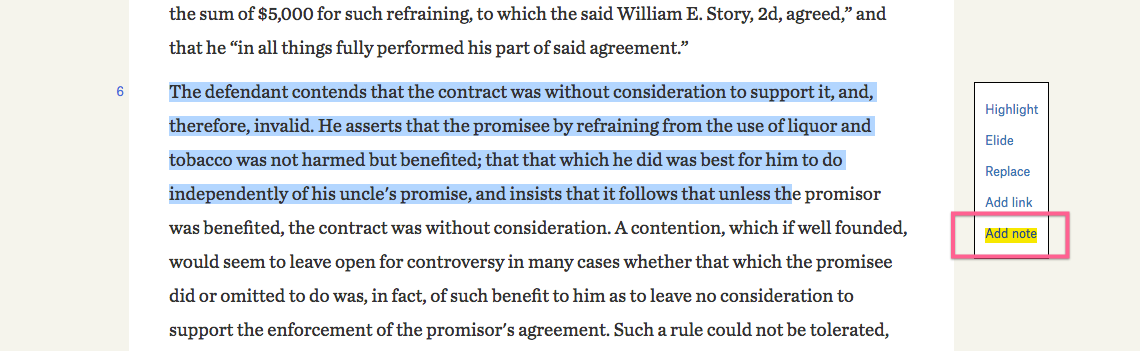 the sum of $5,000 for such refraining, to which the said William E. Story, 2d, agreed,” and
that he “in all things fully performed his part of said agreement.”
6
The defendant contends that the contract was without consideration to support it, and,
therefore, invalid. He asserts that the promisee by refraining from the use of liquor and
tobacco was not harmed but benefited; that that which he did was best for him to do
independently of his uncle's promise, and insists that it follows that unless the promisor
was benefited, the contract was without consideration. A contention, which if well founded,
would seem to leave open for controversy in many cases whether that which the promisee
did or omitted to do was, in fact, of such benefit to him as to leave no consideration to
support the enforcement of the promisor's agreement. Such a rule could not be tolerated,
Highlight
Elide
Replace
Add link
Add note